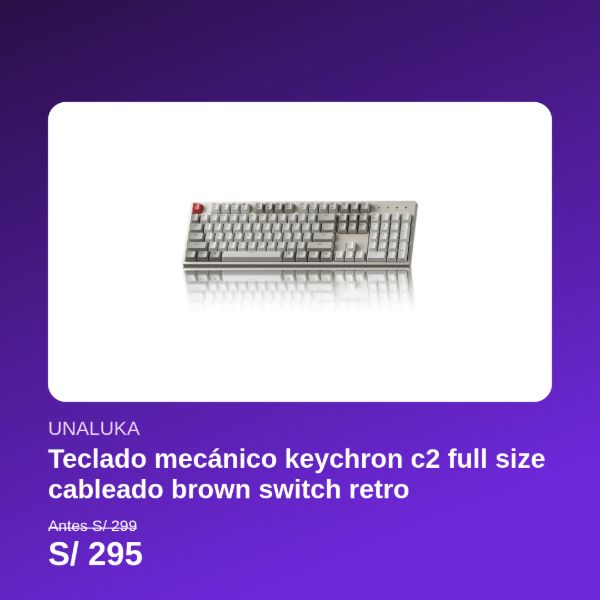 UNALUKA
Teclado mecánico keychron c2 full size
cableado brown switch retro
Antes S/ 299
S/ 295